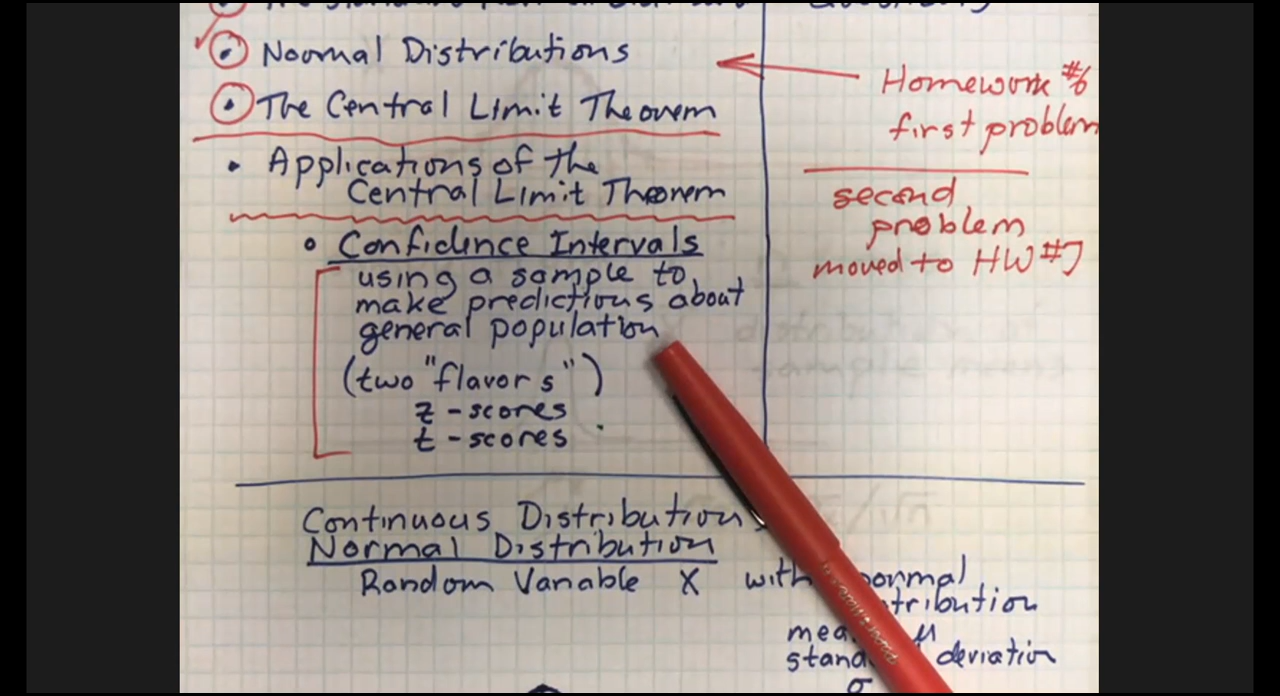 • Normal Distributions
• The Central Limit Theorem
• Applications of the
Central Limit Theorem
• Confidence Intervals
using a sample to
make predictions about
general population
(two "flavors")
z - scores
t - scores
Homework #6
first problem
second
problem
moved to HW #7
Continuous Distribution
Normal Distribution
Random Variable X with normal
mean μ
deviation
σ